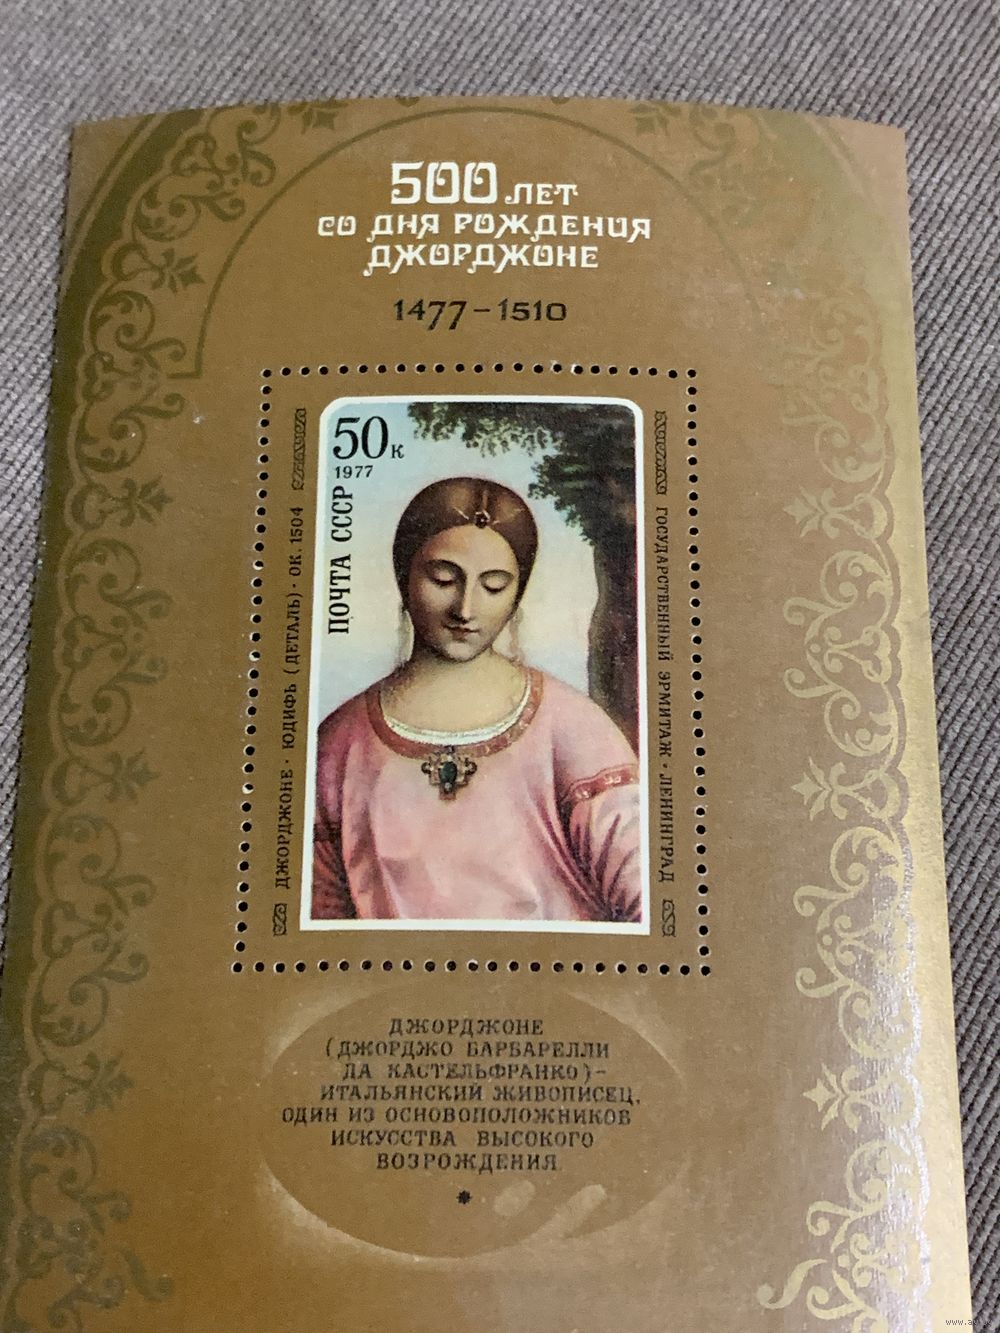 500 ЛЕТ
СО ДНЯ РОЖДЕНИЯ
ДЖОРДЖОНЕ
1477-1510
50 к
1977
ПОЧТА СССР
ДЖОРДЖОНЕ · ЮДИФЬ (ДЕТАЛЬ) · ОК. 1504
ГОСУДАРСТВЕННЫЙ ЭРМИТАЖ · ЛЕНИНГРАД
ДЖОРДЖОНЕ
(ДЖОРДЖО БАРБАРЕЛЛИ
ДА КАСТЕЛЬФРАНКО)-
ИТАЛЬЯНСКИЙ ЖИВОПИСЕЦ,
ОДИН ИЗ ОСНОВОПОЛОЖНИКОВ
ИСКУССТВА ВЫСОКОГО
ВОЗРОЖДЕНИЯ